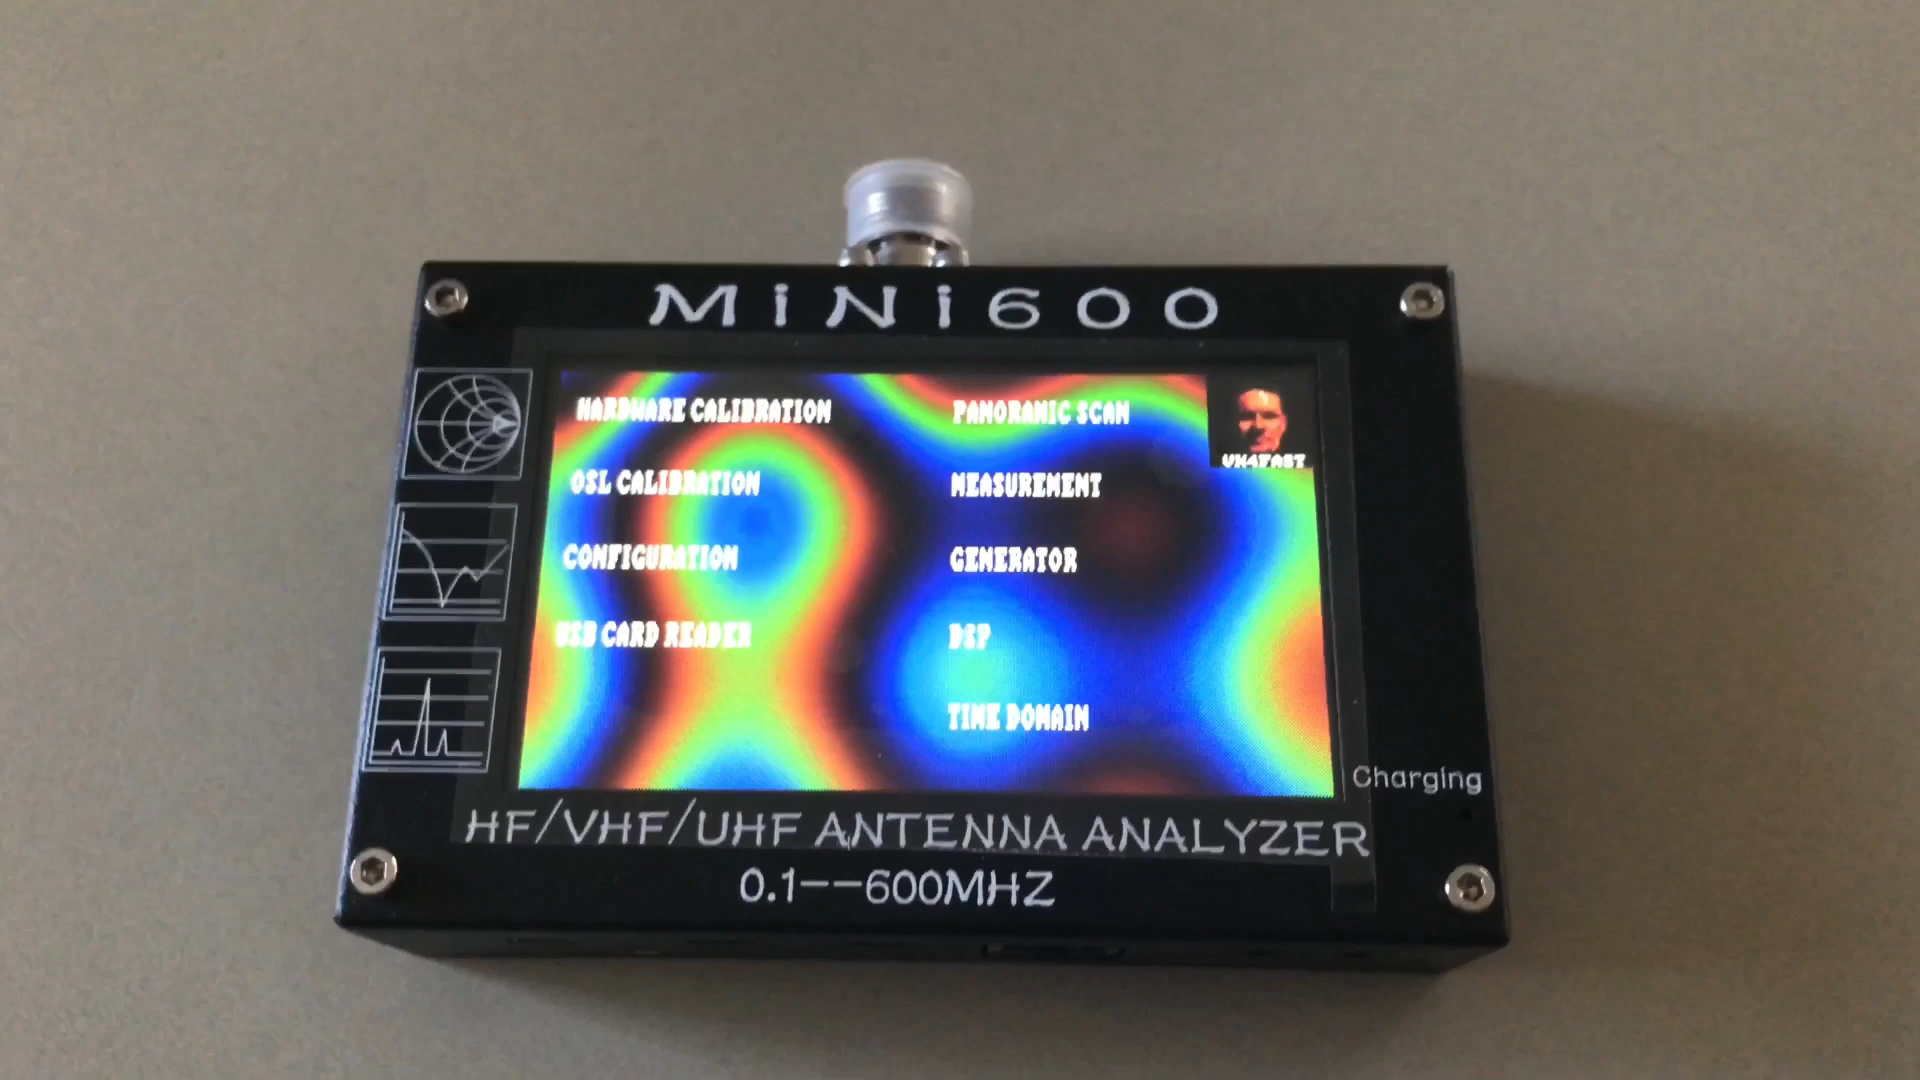 MiNi600
HARDWARE CALIBRATION
OSL CALIBRATION
CONFIGURATION
USB CARD READER
PANORAMIC SCAN
MEASUREMENT
GENERATOR
DSP
TIME DOMAIN
VK4FAST
Charging
HF/VHF/UHF ANTENNA ANALYZER
0.1--600MHZ